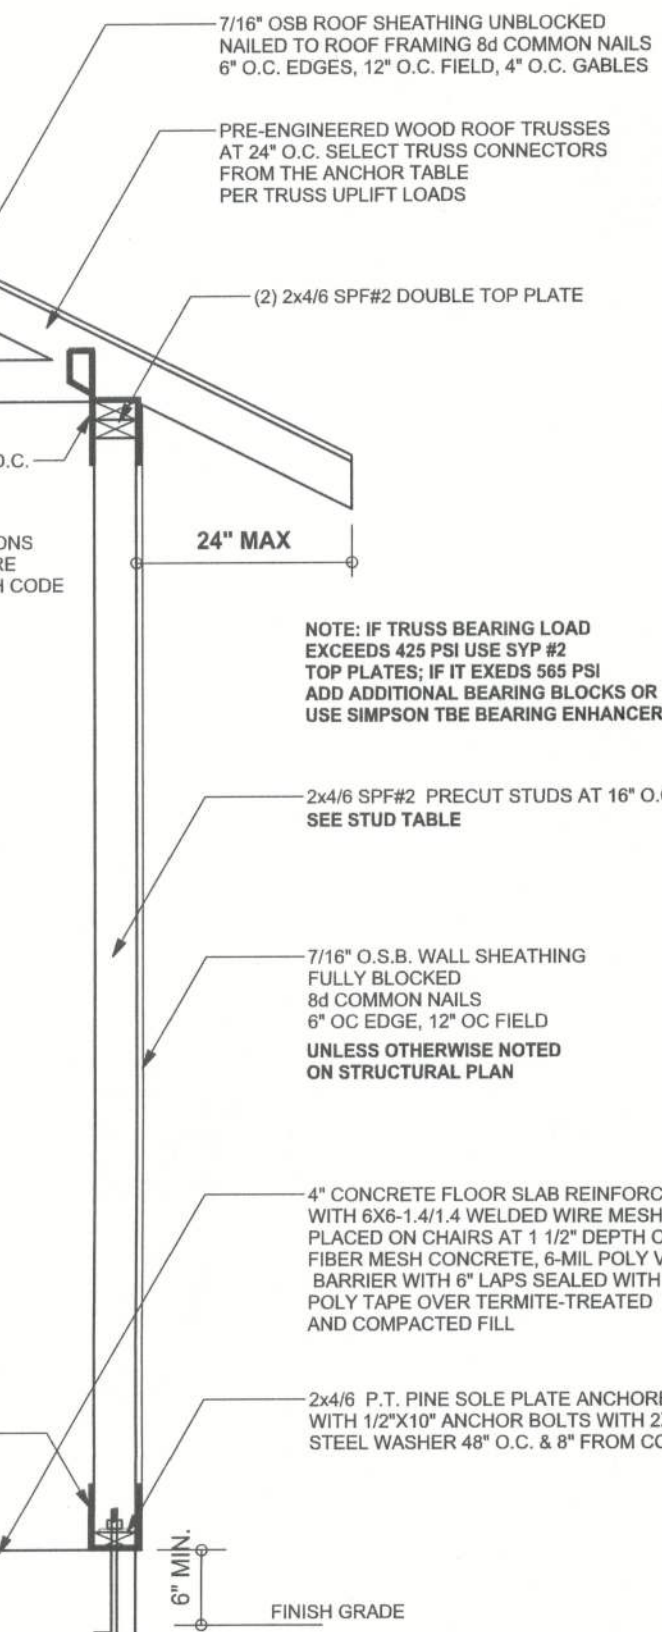 7/16" OSB ROOF SHEATHING UNBLOCKED
NAILED TO ROOF FRAMING 8d COMMON NAILS
6" O.C. EDGES, 12" O.C. FIELD, 4" O.C. GABLES
PRE-ENGINEERED WOOD ROOF TRUSSES
AT 24" O.C. SELECT TRUSS CONNECTORS
FROM THE ANCHOR TABLE
PER TRUSS UPLIFT LOADS
(2) 2x4/6 SPF#2 DOUBLE TOP PLATE
O.C.
24" MAX
CODE
NOTE: IF TRUSS BEARING LOAD
EXCEEDS 425 PSI USE SYP #2
TOP PLATES; IF IT EXEDS 565 PSI
ADD ADDITIONAL BEARING BLOCKS OR
USE SIMPSON TBE BEARING ENHANCER
2x4/6 SPF#2 PRECUT STUDS AT 16"
SEE STUD TABLE
7/16" O.S.B. WALL SHEATHING
FULLY BLOCKED
8d COMMON NAILS
6" OC EDGE, 12" OC FIELD
UNLESS OTHERWISE NOTED
ON STRUCTURAL PLAN
4" CONCRETE FLOOR SLAB
WITH 6X6-1.4/1.4 WELDED WIRE MESH
PLACED ON CHAIRS AT 1 1/2" DEPTH
FIBER MESH CONCRETE, 6-MIL POLY
BARRIER WITH 6" LAPS SEALED WITH
POLY TAPE OVER TERMITE-TREATED
AND COMPACTED FILL
2x4/6 P.T. PINE SOLE PLATE
WITH 1/2"X10" ANCHOR BOLTS WITH
STEEL WASHER 48" O.C. & 8" FROM
6" MIN.
FINISH GRADE